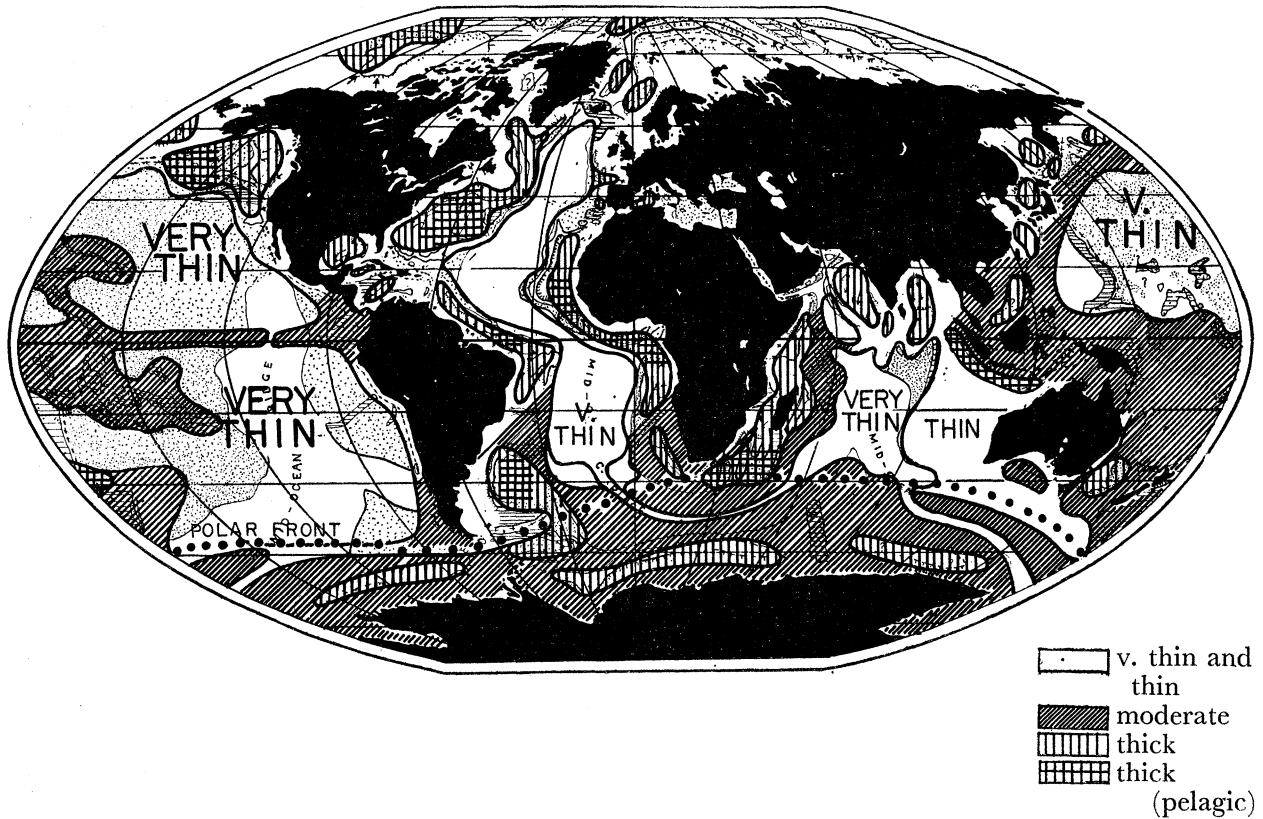 VERY
THIN
V.
THIN
VERY
THIN
OCEAN
MID-
V.
THIN
VERY
THIN
MID-
THIN
POLAR FRONT
v. thin and
thin
moderate
thick
thick
(pelagic)